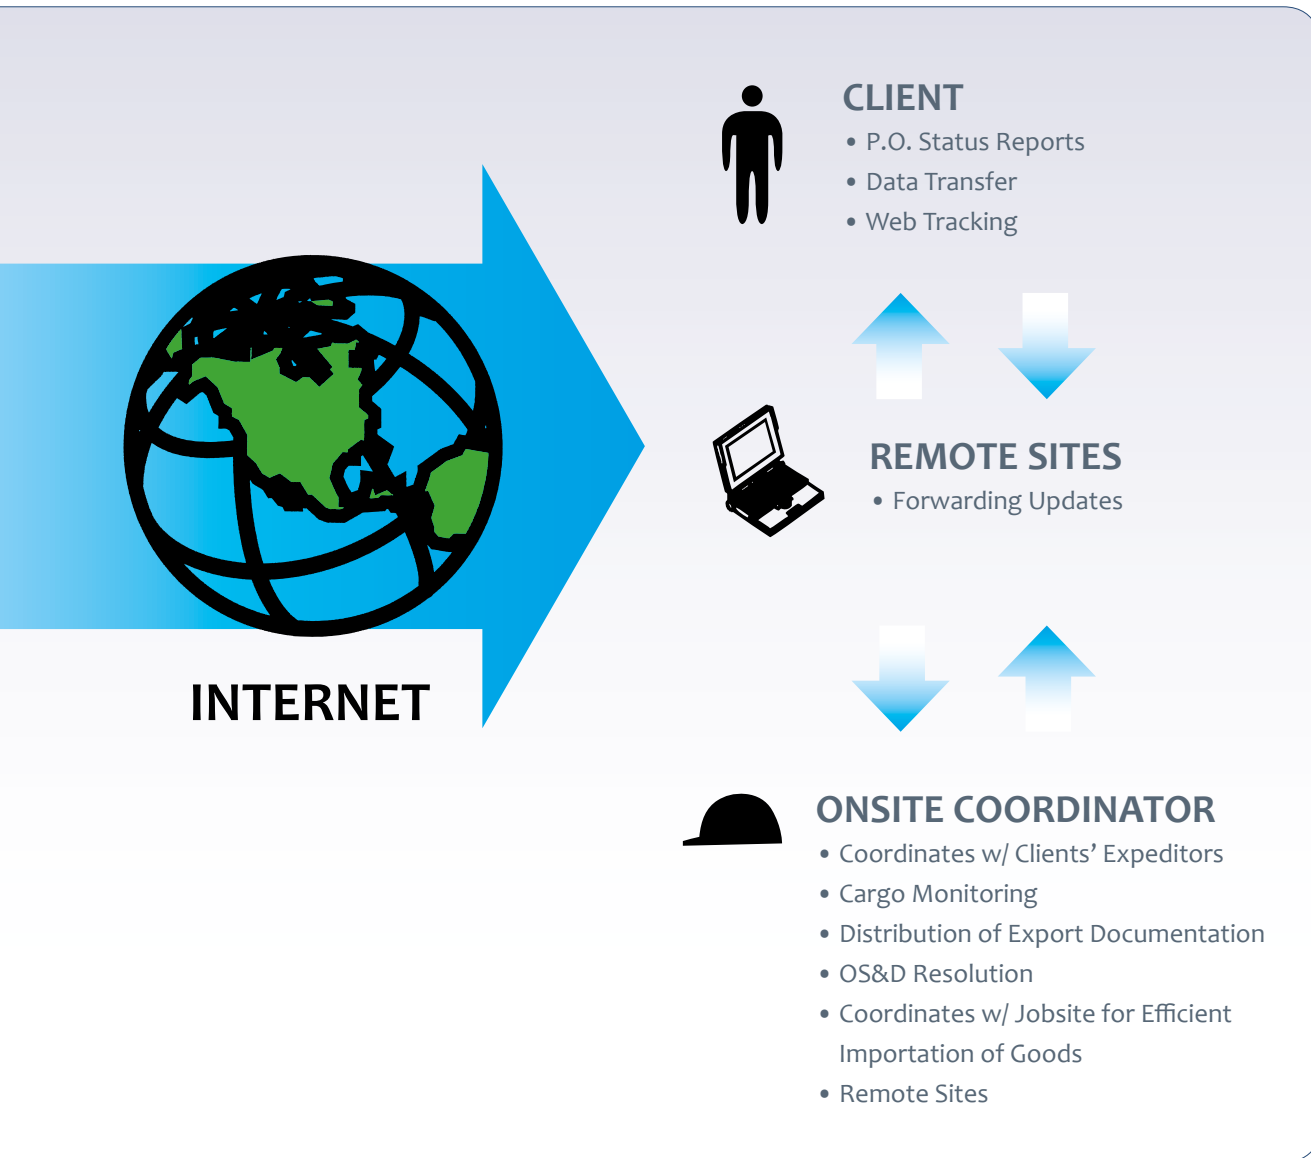 CLIENT
• P.O. Status Reports
• Data Transfer
• Web Tracking
REMOTE SITES
• Forwarding Updates
INTERNET
ONSITE COORDINATOR
• Coordinates w/ Clients’ Expeditors
• Cargo Monitoring
• Distribution of Export Documentation
• OS&D Resolution
• Coordinates w/ Jobsite for Efficient
Importation of Goods
• Remote Sites